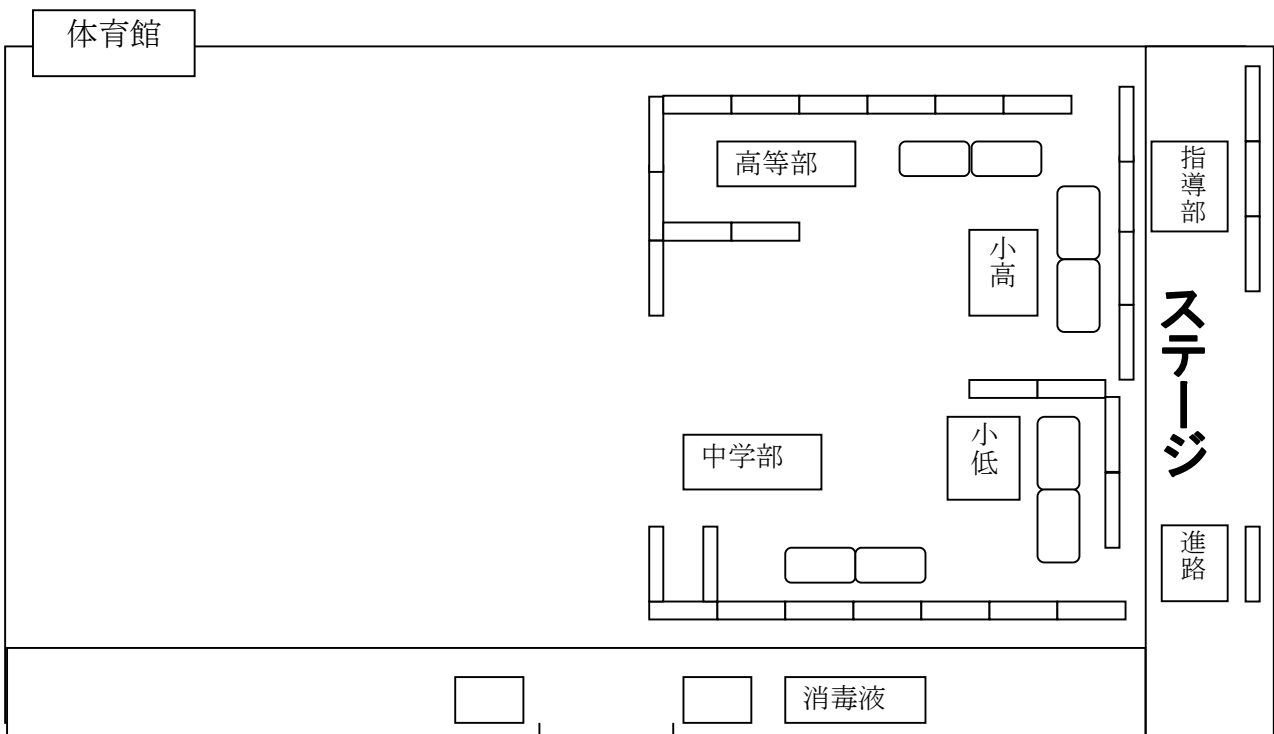 体育館
高等部
指導部
小高
ステージ
中学部
小低
進路
消毒液